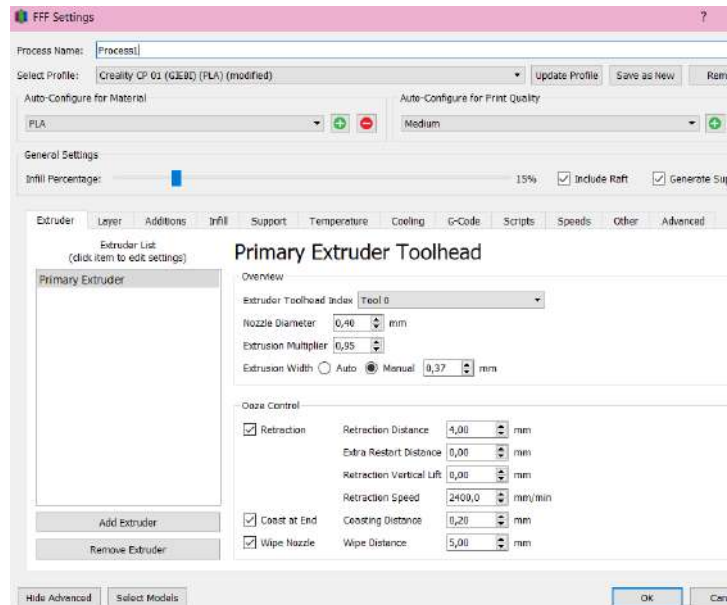 FFF Settings ?
Process Name: Process1
Select Profile: Creality CP 01 (GIEBI) (PLA) (modified) Update Profile Save as New Rem
Auto-Configure for Material Auto-Configure for Print Quality
PLA Medium
General Settings
Infill Percentage: 15% Include Raft Generate Sup
Extruder Layer Additions Infill Support Temperature Cooling G-Code Scripts Speeds Other Advanced
Extruder List
(click item to edit settings)
Primary Extruder
Add Extruder
Remove Extruder
Primary Extruder Toolhead
Overview
Extruder Toolhead Index Tool 0
Nozzle Diameter 0,40 mm
Extrusion Multiplier 0,95
Extrusion Width Auto Manual 0,37 mm
Ooze Control
Retraction Retraction Distance 4,00 mm
Extra Restart Distance 0,00 mm
Retraction Vertical Lift 0,00 mm
Retraction Speed 2400,0 mm/min
Coast at End Coasting Distance 0,20 mm
Wipe Nozzle Wipe Distance 5,00 mm
Hide Advanced Select Models OK Can